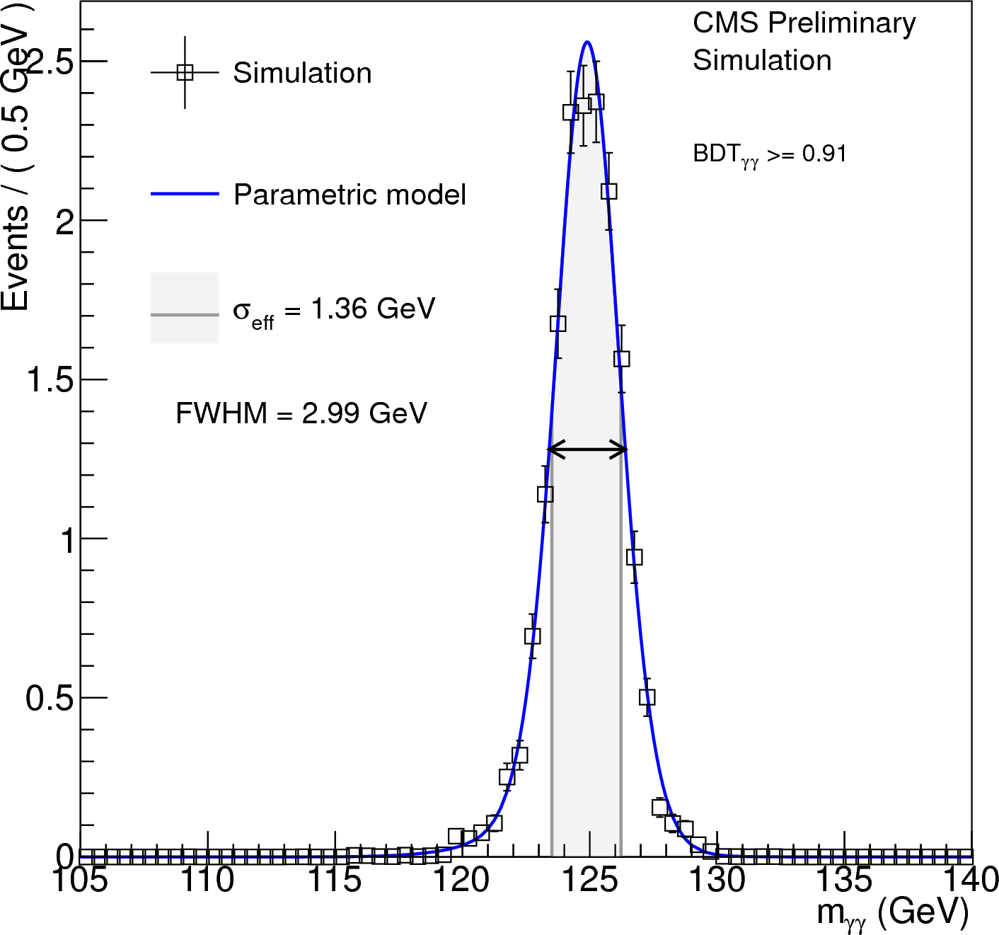 CMS Preliminary
Simulation
BDTγγ >= 0.91
Simulation
Parametric model
σeff = 1.36 GeV
FWHM = 2.99 GeV
Events / ( 0.5 GeV )
2.5
2
1.5
1
0.5
0
105 110 115 120 125 130 135 140
mγγ (GeV)